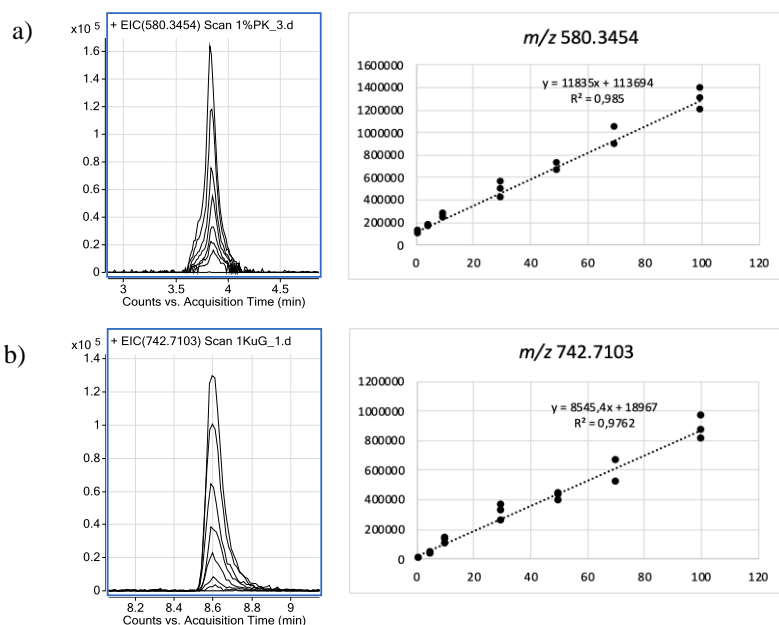 a)
+ EIC(580.3454) Scan 1%PK_3.d
x10 5
1.6
1.4
1.2
1
0.8
0.6
0.4
0.2
0
3 3.5 4 4.5
Counts vs. Acquisition Time (min)
m/z 580.3454
y = 11835x + 113694
R² = 0,985
1600000
1400000
1200000
1000000
800000
600000
400000
200000
0
0 20 40 60 80 100 120
b)
+ EIC(742.7103) Scan 1KuG_1.d
x10 5
1.4
1.2
1
0.8
0.6
0.4
0.2
0
8.2 8.4 8.6 8.8 9
Counts vs. Acquisition Time (min)
m/z 742.7103
y = 8545,4x + 18967
R² = 0,9762
1200000
1000000
800000
600000
400000
200000
0
0 20 40 60 80 100 120